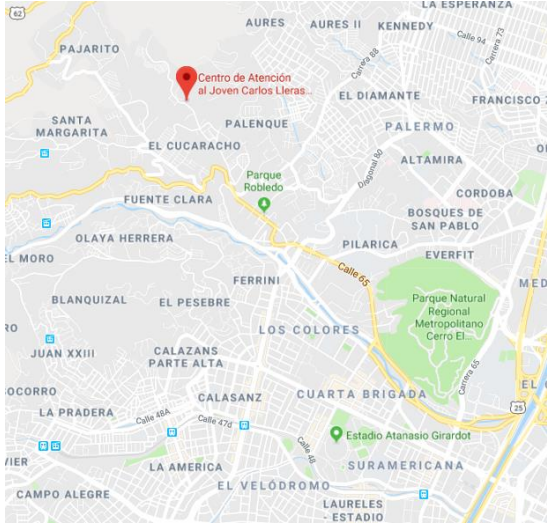 LA ESPERANZA
62
AURES
AURES II
KENNEDY
Calle 94
Carrera 73
PAJARITO
Carrera 88
Centro de Atención
al Joven Carlos Lleras...
EL DIAMANTE
FRANCISCO
SANTA
MARGARITA
PALENQUE
PALERMO
EL CUCARACHO
ALTAMIRA
Diagonal 80
Parque
Robledo
CORDOBA
FUENTE CLARA
BOSQUES DE
SAN PABLO
OLAYA HERRERA
PILARICA
EVERFIT
EL MORO
Calle 65
FERRINI
MED
BLANQUIZAL
EL PESEBRE
Parque Natural
Regional
Metropolitano
Cerro El...
RO
LOS COLORES
JUAN XXIII
CALAZANS
PARTE ALTA
Carrera 65
OCORRO
CALASANZ
CUARTA BRIGADA
EL
LA PRADERA
Calle 48A
Calle 47d
25
Estadio Atanasio Girardot
Calle 48
VIER
LA AMERICA
SURAMERICANA
CAMPO ALEGRE
EL VELÓDROMO
LAURELES
- ESTADIO